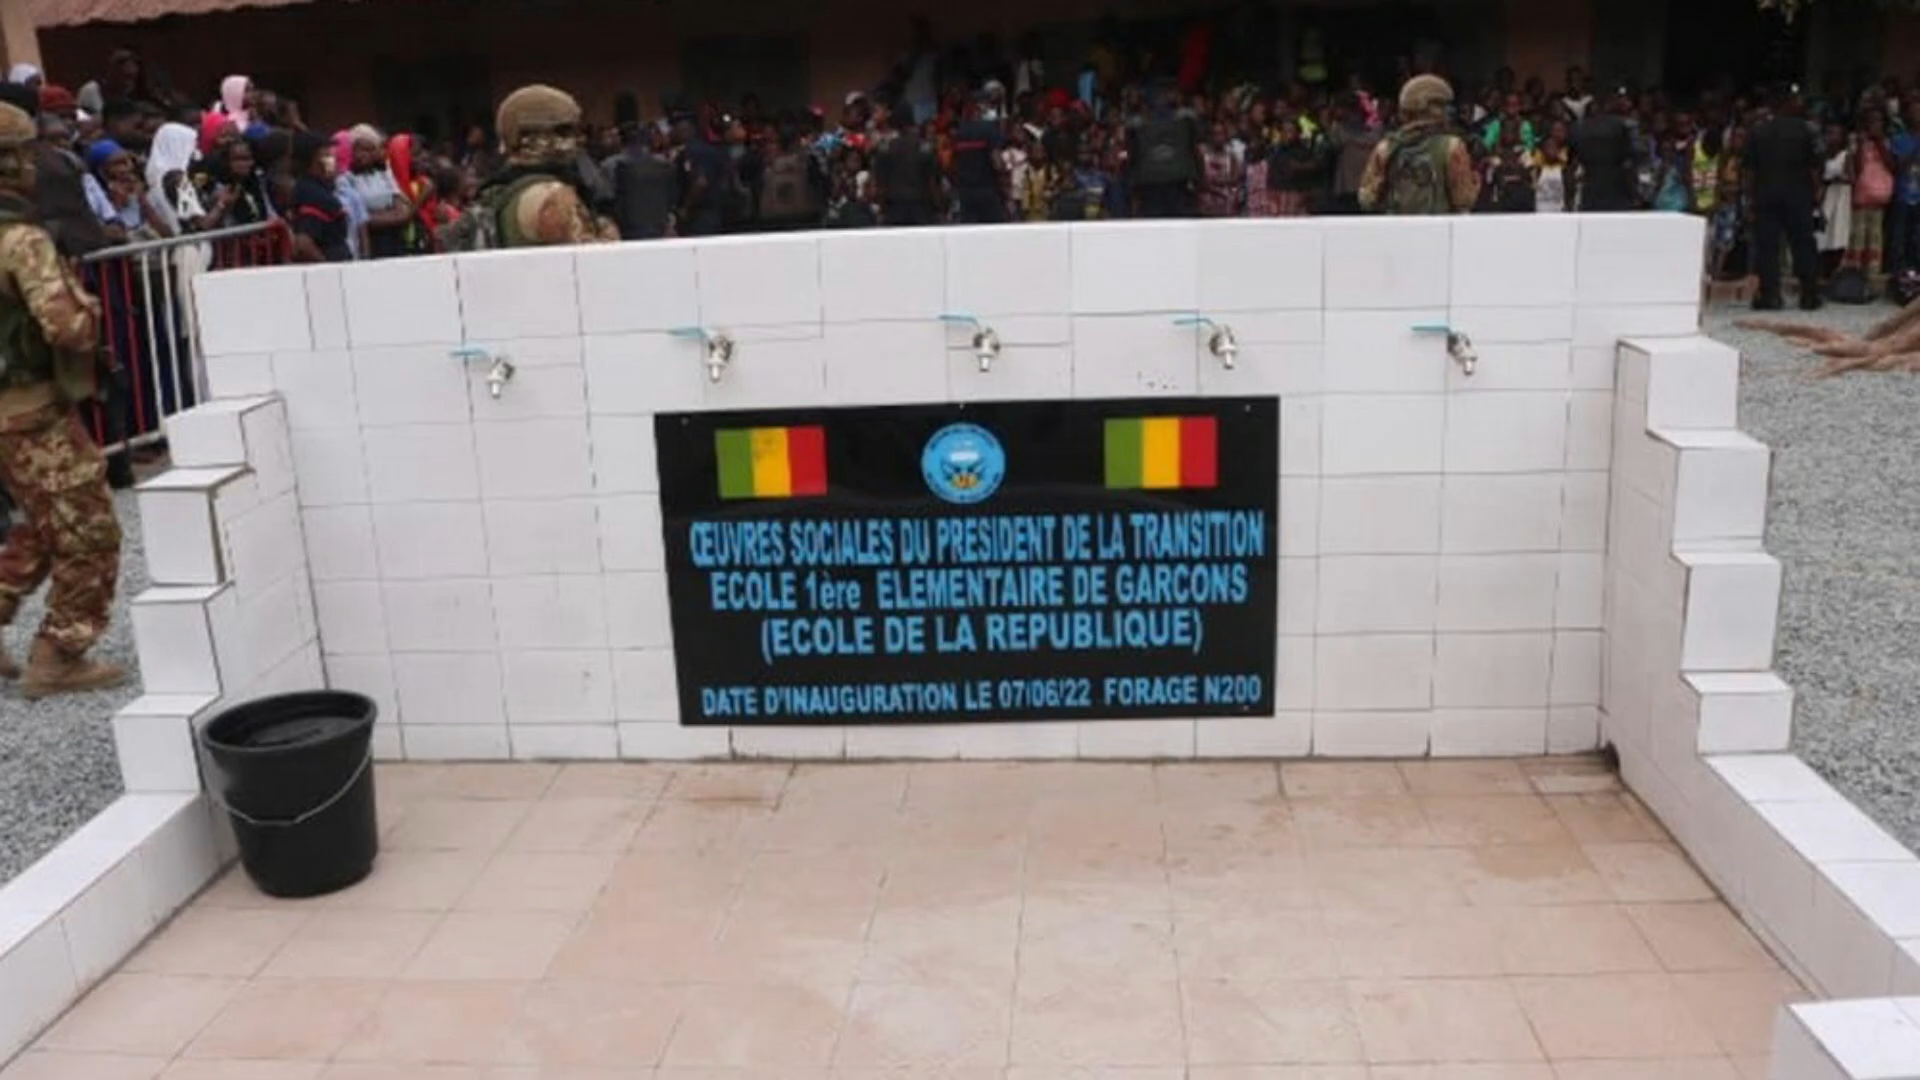 ŒUVRES SOCIALES DU PRESIDENT DE LA TRANSITION
ECOLE 1ère ELEMENTAIRE DE GARCONS
(ECOLE DE LA REPUBLIQUE)
DATE D'INAUGURATION LE 07/06/22 FORAGE N200